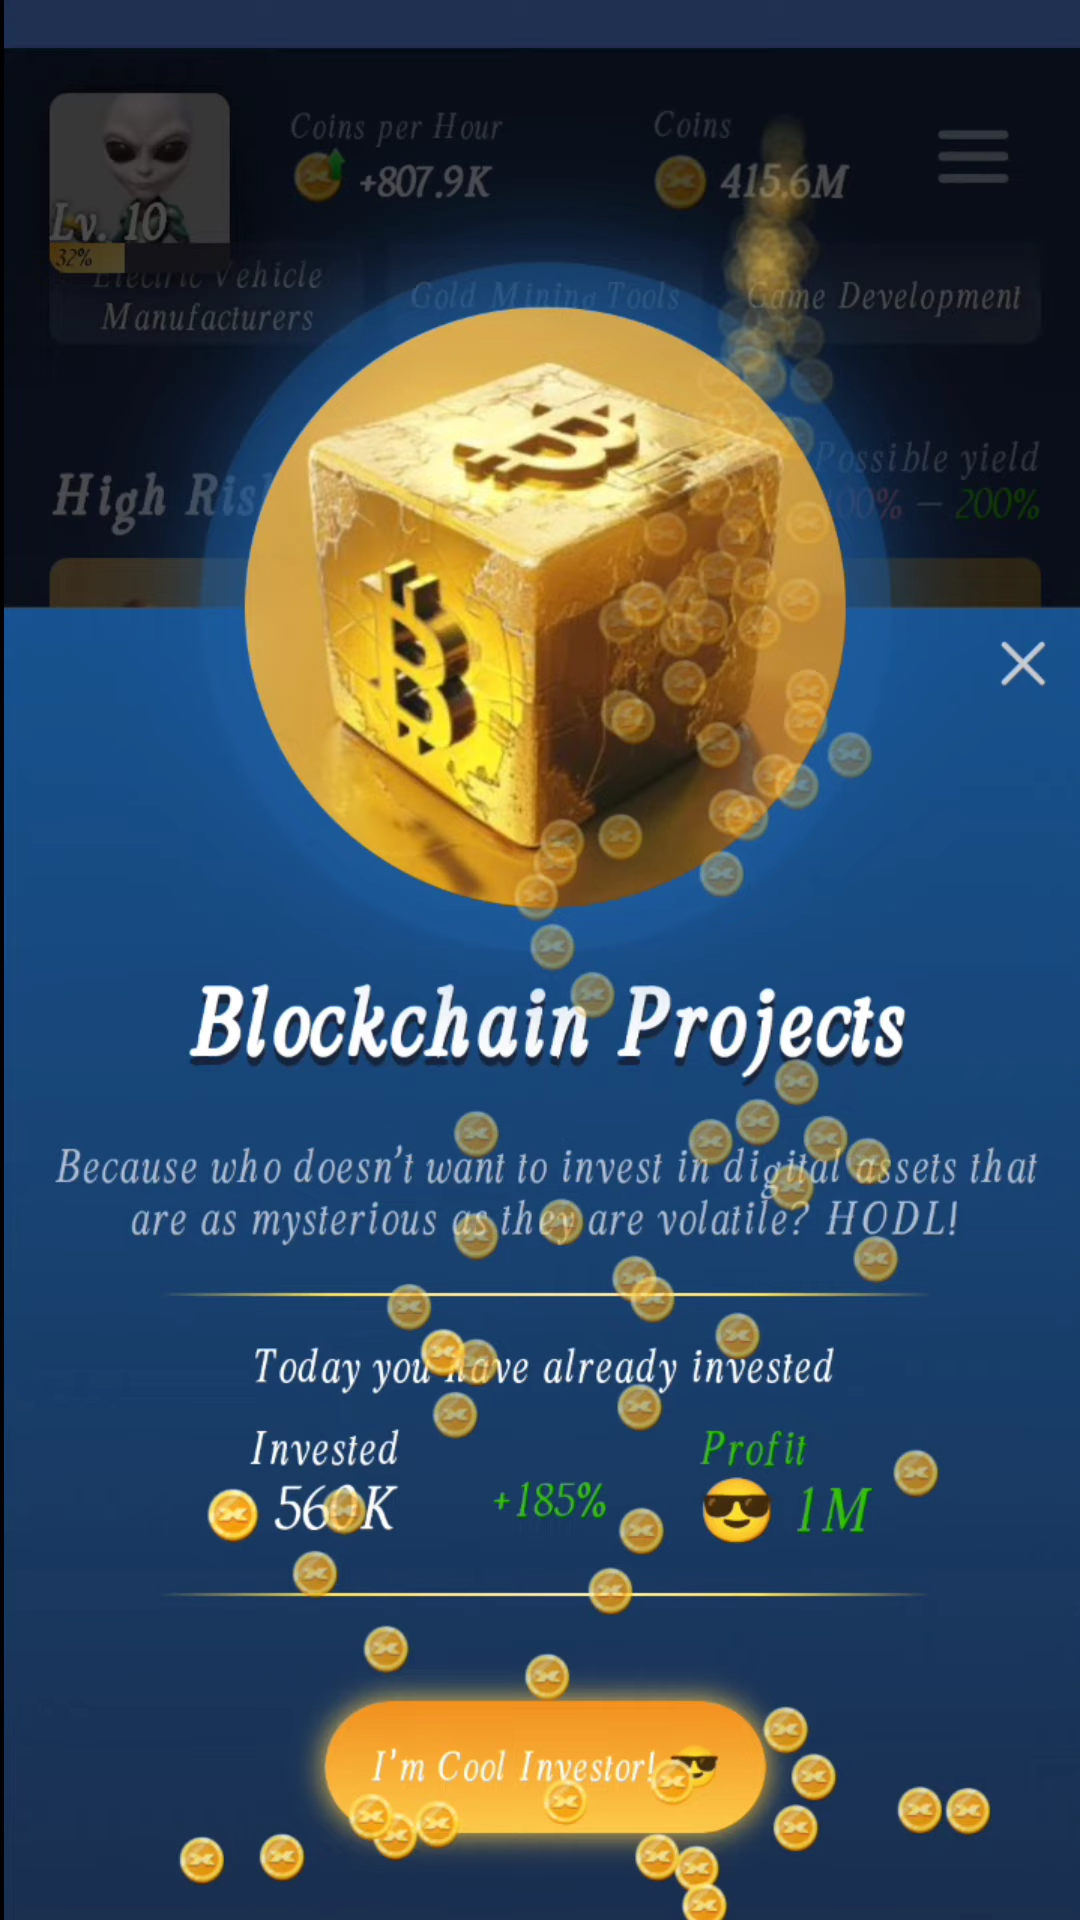 Coins per Hour
Coins
+807.9K
415.6M
Lv. 10
32%
Electric Vehicle
Manufacturers
Gold Mining Tools
Game Development
Possible yield
High
00% – 200%
Blockchain Projects
Because who doesn't want to invest in digital assets that
are as mysterious as they are volatile? HODL!
Today you have already invested
Invested
Profit
560K
+185%
1M
I'm Cool Investor!